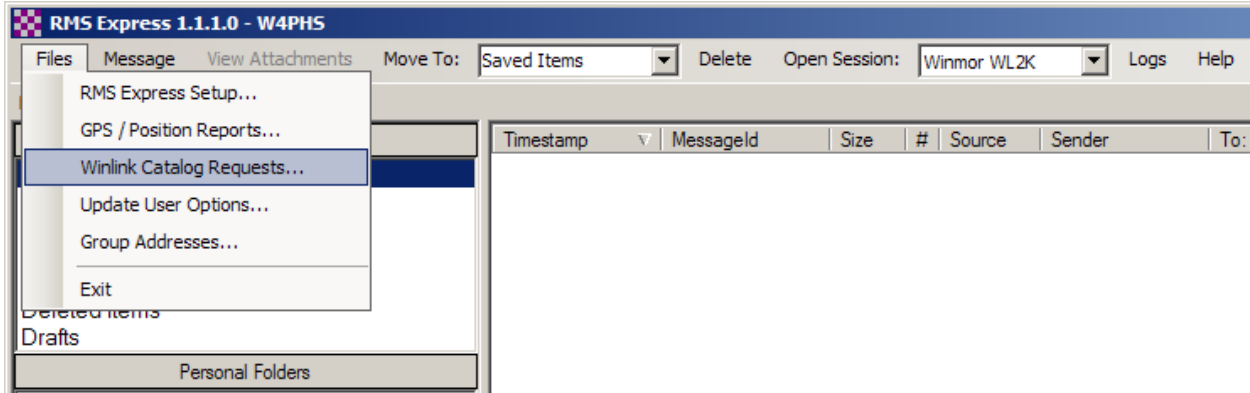 RMS Express 1.1.1.0 - W4PHS
Files Message View Attachments Move To: Saved Items Delete Open Session: Winmor WL2K Logs Help
RMS Express Setup...
GPS / Position Reports...
Winlink Catalog Requests...
Update User Options...
Group Addresses...
Exit
Timestamp MessageId Size # Source Sender To:
Deleted Items
Drafts
Personal Folders